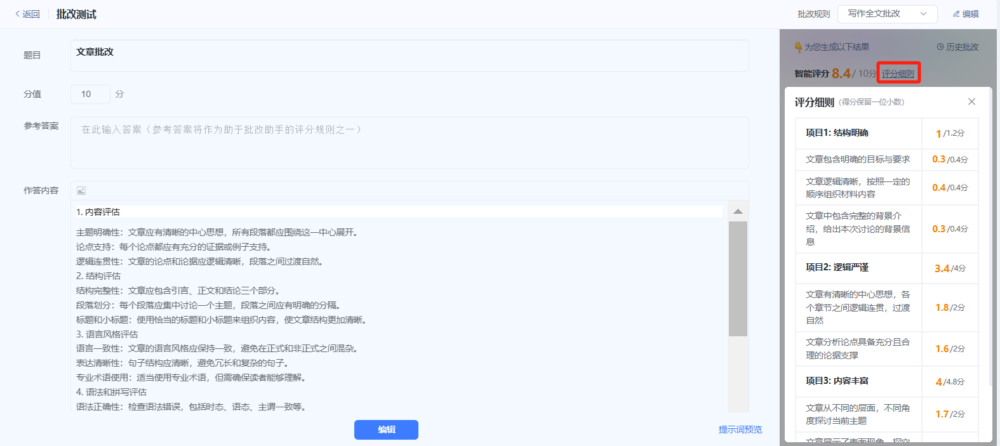 返回
批改测试
批改规则
写作全文批改
编辑
题目
文章批改
分值
10
分
参考答案
在此输入答案（参考答案将作为助于批改助手的评分规则之一）
作答内容
1. 内容评估
主题明确性：文章应有清晰的中心思想，所有段落都应围绕这一中心展开。
论点支持：每个论点都应有充分的证据或例子支持。
逻辑连贯性：文章的论点和论据应逻辑清晰，段落之间过渡自然。
2. 结构评估
结构完整性：文章应包含引言、正文和结论三个部分。
段落划分：每个段落应集中讨论一个主题，段落之间应有明确的分隔。
标题和小标题：使用恰当的标题和小标题来组织内容，使文章结构更加清晰。
3. 语言风格评估
语言一致性：文章的语言风格应保持一致，避免在正式和非正式之间混杂。
表达清晰性：句子结构应清晰，避免冗长和复杂的句子。
专业术语使用：适当使用专业术语，但需确保读者能够理解。
4. 语法和拼写评估
语法正确性：检查语法错误，包括时态、语态、主谓一致等。
编辑
提示词预览
为您生成以下结果
历史批改
智能评分 8.4/ 10分 评分细则
评分细则 (得分保留一位小数)
项目1: 结构明确
1 /1.2分
文章包含明确的目标与要求
0.3 /0.4分
文章逻辑清晰，按照一定的
顺序组织材料内容
0.4 /0.4分
文章中包含完整的背景介
绍，给出本次讨论的背景信
息
0.3 /0.4分
项目2: 逻辑严谨
3.4 /4分
文章有清晰的中心思想，各
个章节之间逻辑连贯，过渡
自然
1.8 /2分
文章分析论点具备充分且合
理的论据支撑
1.6 /2分
项目3: 内容丰富
4 /4.8分
文章从不同的层面，不同角
度探讨当前主题
1.7 /2分